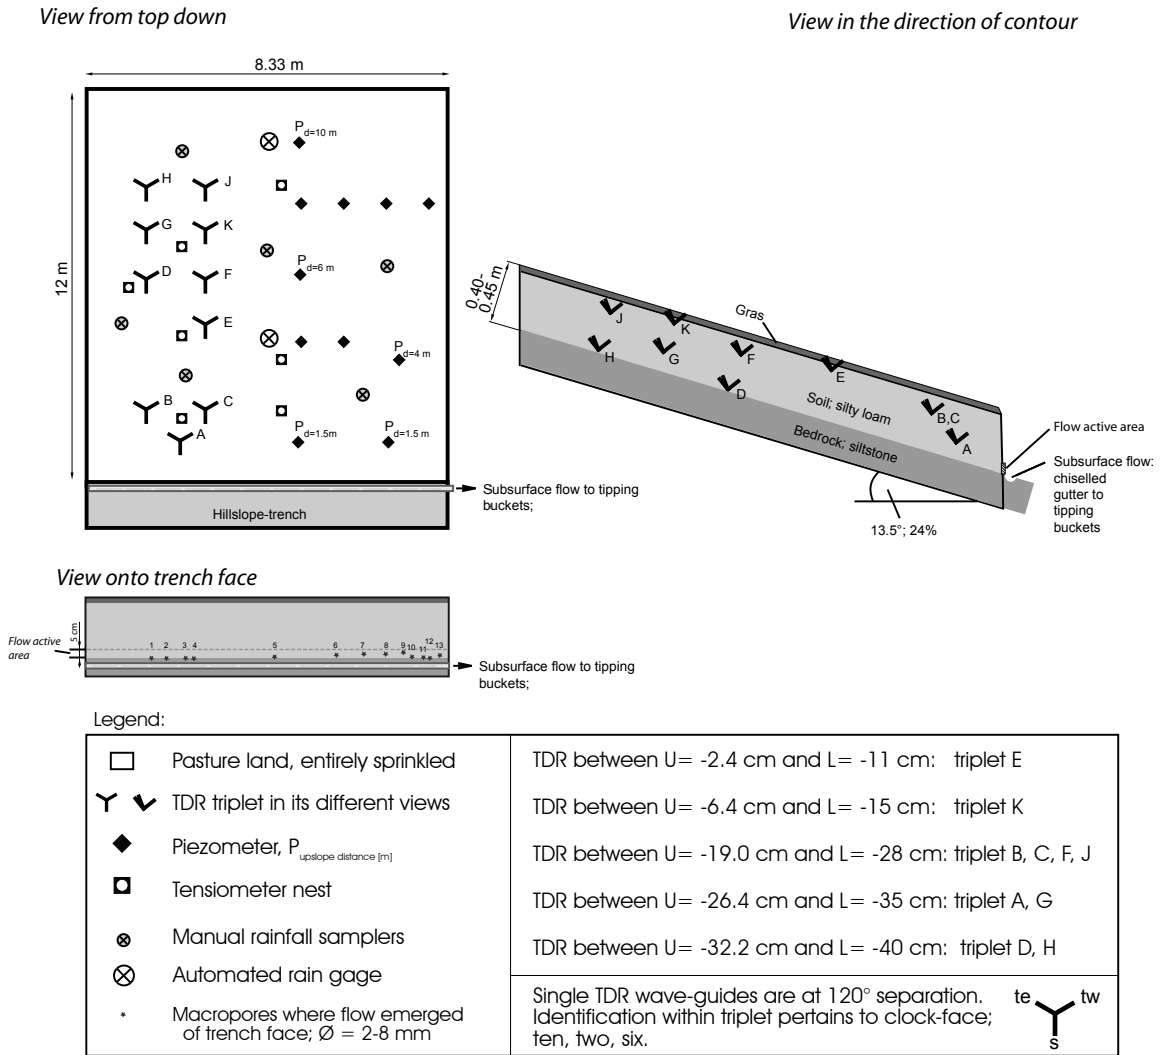 View from top down
View in the direction of contour
8.33 m
12 m
P d=10 m
H
J
G
K
D
P d=6 m
F
E
P d=4 m
B
C
A
P d=1.5m
P d=1.5 m
Subsurface flow to tipping
buckets;
Hillslope-trench
0.40-
0.45 m
Gras
J
K
H
G
F
E
D
Soil; silty loam
B,C
A
Bedrock; siltstone
Flow active area
Subsurface flow:
chiselled
gutter to
tipping
buckets
13.5°; 24%
View onto trench face
Flow active
area
5 cm
1 2 3 4 5 6 7 8 9 10 11 12 13
Subsurface flow to tipping
buckets;
Legend:
Pasture land, entirely sprinkled
TDR triplet in its different views
Piezometer, P upslope distance [m]
Tensiometer nest
Manual rainfall samplers
Automated rain gage
Macropores where flow emerged
of trench face; Ø = 2-8 mm
TDR between U= -2.4 cm and L= -11 cm: triplet E
TDR between U= -6.4 cm and L= -15 cm: triplet K
TDR between U= -19.0 cm and L= -28 cm: triplet B, C, F, J
TDR between U= -26.4 cm and L= -35 cm: triplet A, G
TDR between U= -32.2 cm and L= -40 cm: triplet D, H
Single TDR wave-guides are at 120° separation.
Identification within triplet pertains to clock-face;
ten, two, six.
te tw
s